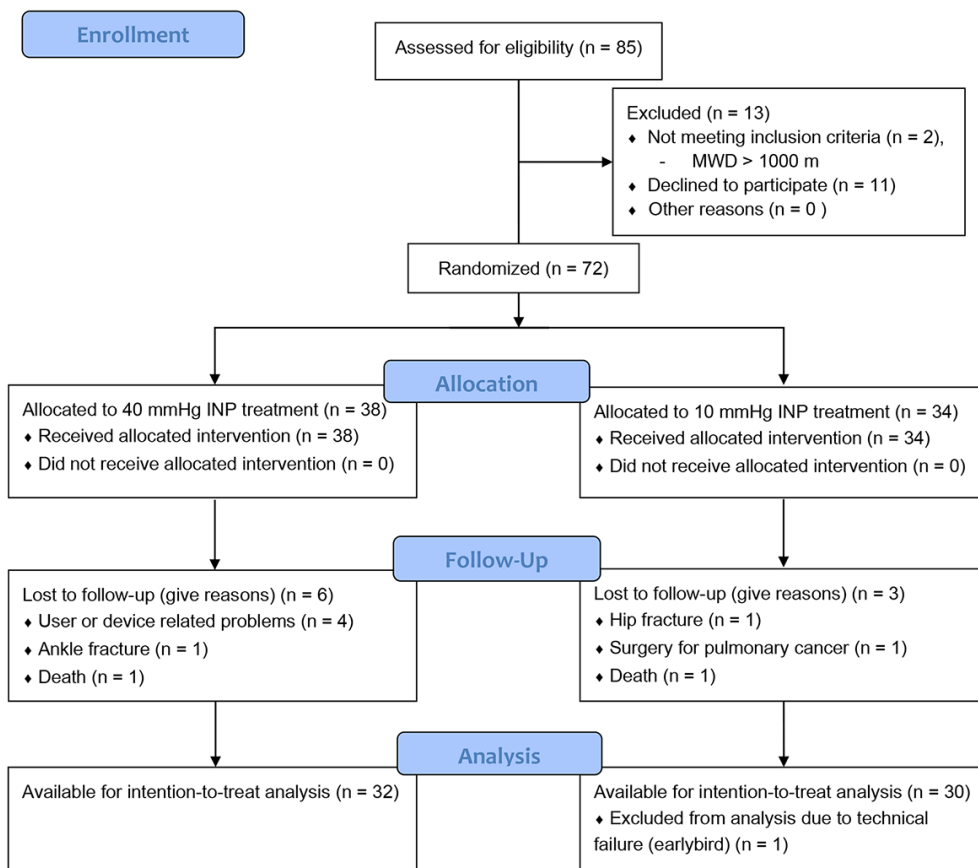 Enrollment
Assessed for eligibility (n = 85)
Excluded (n = 13)
♦ Not meeting inclusion criteria (n = 2),
- MWD > 1000 m
♦ Declined to participate (n = 11)
♦ Other reasons (n = 0 )
Randomized (n = 72)
Allocation
Allocated to 40 mmHg INP treatment (n = 38)
♦ Received allocated intervention (n = 38)
♦ Did not receive allocated intervention (n = 0)
Allocated to 10 mmHg INP treatment (n = 34)
♦ Received allocated intervention (n = 34)
♦ Did not receive allocated intervention (n = 0)
Follow-Up
Lost to follow-up (give reasons) (n = 6)
♦ User or device related problems (n = 4)
♦ Ankle fracture (n = 1)
♦ Death (n = 1)
Lost to follow-up (give reasons) (n = 3)
♦ Hip fracture (n = 1)
♦ Surgery for pulmonary cancer (n = 1)
♦ Death (n = 1)
Analysis
Available for intention-to-treat analysis (n = 32)
Available for intention-to-treat analysis (n = 30)
♦ Excluded from analysis due to technical
failure (earlybird) (n = 1)